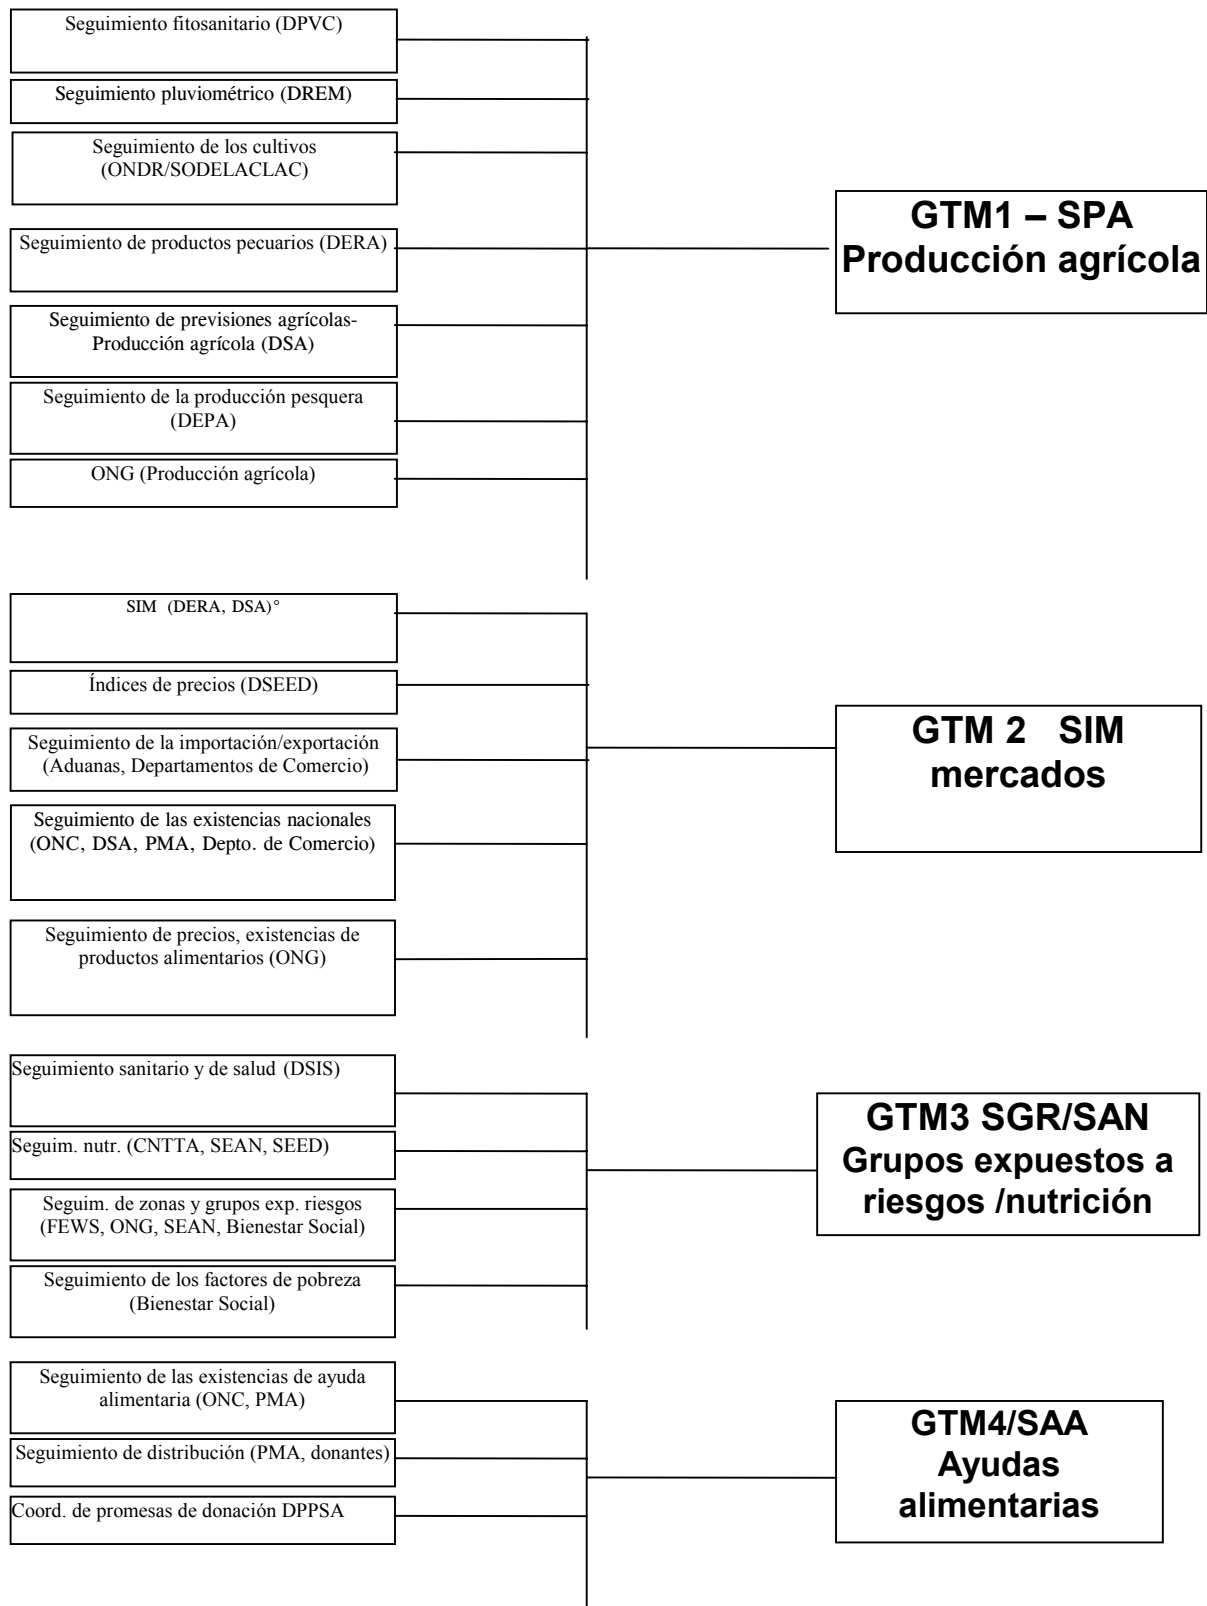 Seguimiento fitosanitario (DPVC)
Seguimiento pluviométrico (DREM)
Seguimiento de los cultivos
(ONDR/SODELACLAC)
Seguimiento de productos pecuarios (DERA)
Seguimiento de previsiones agrícolas-
Producción agrícola (DSA)
Seguimiento de la producción pesquera
(DEPA)
ONG (Producción agrícola)
GTM1 – SPA
Producción agrícola
SIM (DERA, DSA)°
Índices de precios (DSEED)
Seguimiento de la importación/exportación
(Aduanas, Departamentos de Comercio)
Seguimiento de las existencias nacionales
(ONC, DSA, PMA, Depto. de Comercio)
Seguimiento de precios, existencias de
productos alimentarios (ONG)
GTM 2 SIM
mercados
Seguimiento sanitario y de salud (DSIS)
Seguim. nutr. (CNTTA, SEAN, SEED)
Seguim. de zonas y grupos exp. riesgos
(FEWS, ONG, SEAN, Bienestar Social)
Seguimiento de los factores de pobreza
(Bienestar Social)
GTM3 SGR/SAN
Grupos expuestos a
riesgos /nutrición
Seguimiento de las existencias de ayuda
alimentaria (ONC, PMA)
Seguimiento de distribución (PMA, donantes)
Coord. de promesas de donación DPPSA
GTM4/SAA
Ayudas
alimentarias